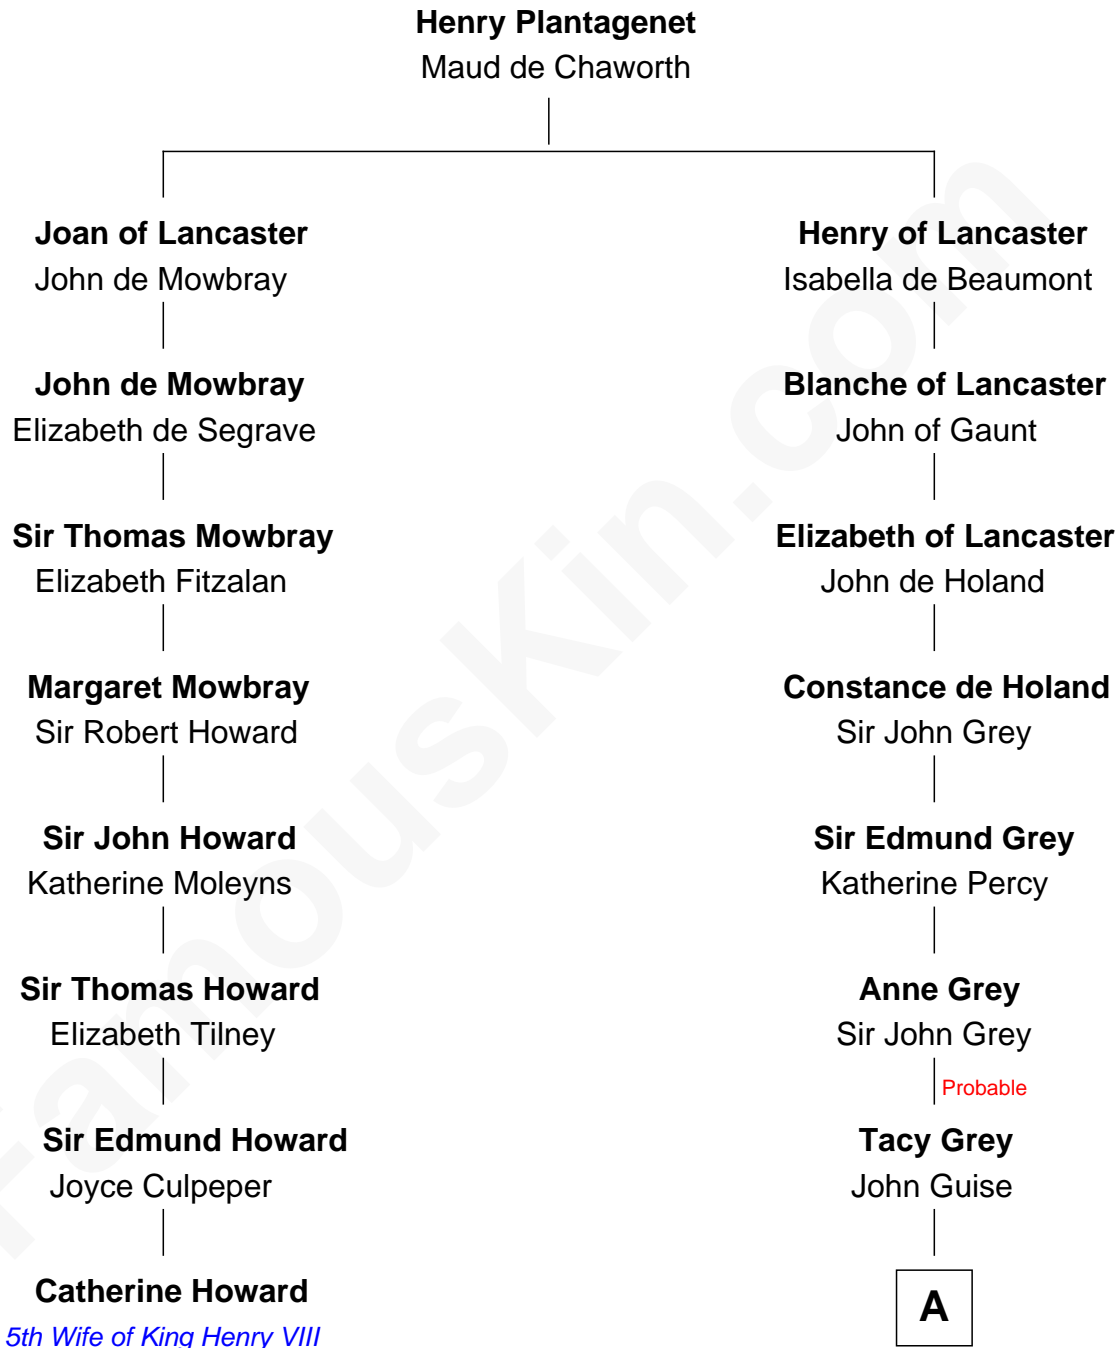 Henry Plantagenet
Maud de Chaworth
Joan of Lancaster
John de Mowbray
Henry of Lancaster
Isabella de Beaumont
John de Mowbray
Elizabeth de Segrave
Blanche of Lancaster
John of Gaunt
Sir Thomas Mowbray
Elizabeth Fitzalan
Elizabeth of Lancaster
John de Holand
Margaret Mowbray
Sir Robert Howard
Constance de Holand
Sir John Grey
Sir John Howard
Katherine Moleyns
Sir Edmund Grey
Katherine Percy
Sir Thomas Howard
Elizabeth Tilney
Anne Grey
Sir John Grey
Probable
Sir Edmund Howard
Joyce Culpeper
Tacy Grey
John Guise
Catherine Howard
5th Wife of King Henry VIII
A
FamousKin.com